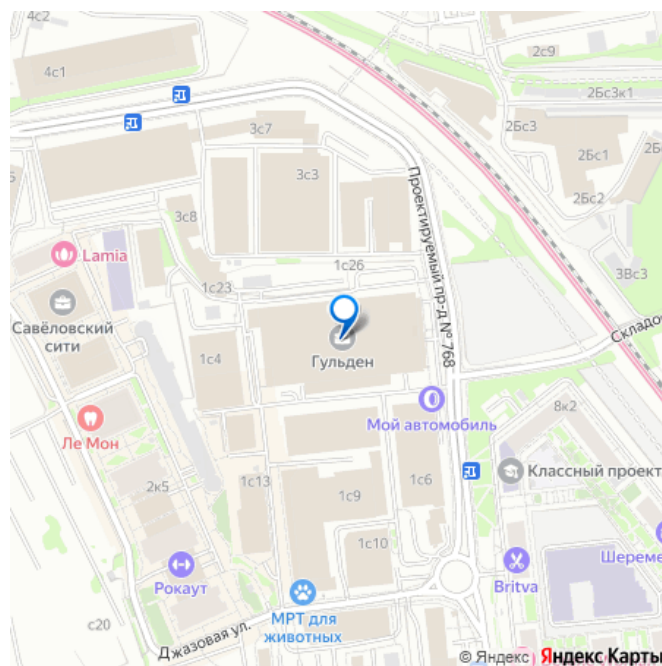 4с2
2с9
4с1
2Бс3к1
3с7
2Бс3
2Бс1
3с3
2Бс2
Проектируемый пр-д № 768
3с8
Lamia
1с26
3Вс3
1с23
Савёловский
сити
Гульден
1с4
Мой автомобиль
8к2
Ле Мон
2к5
1с13
1с9
1с6
Классный проект
1с10
Рокаут
Britva
МРТ для
животных
с20
Джазовая ул.
© Яндекс Яндекс Карты